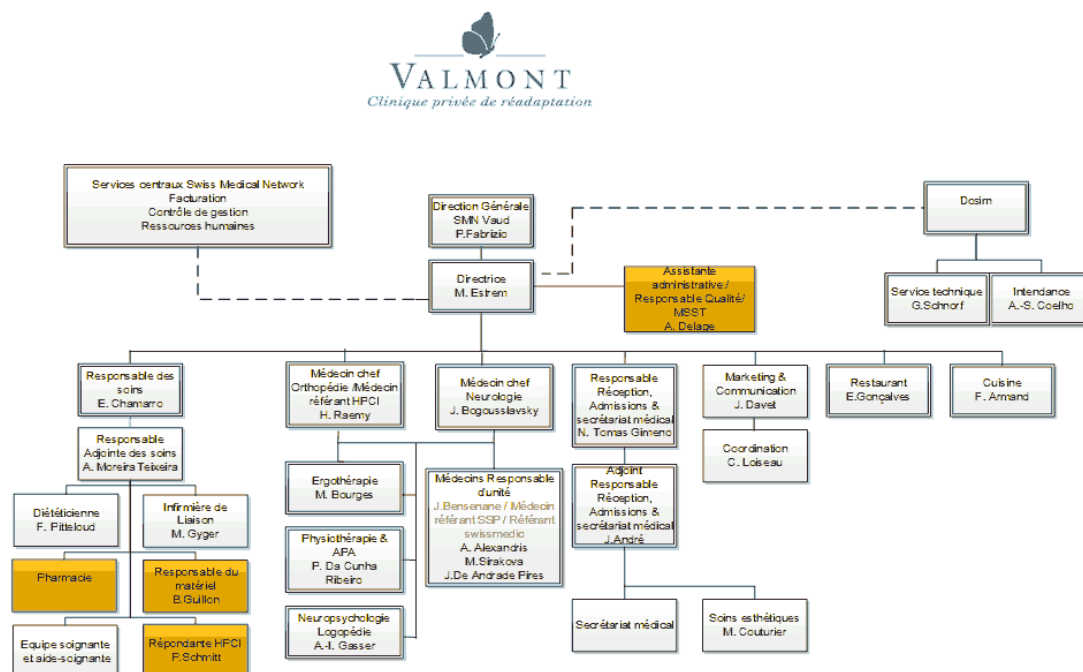 VALMONT
Clinique privée de réadaptation
Services centraux Swiss Medical Network
Facturation
Contrôle de gestion
Ressources humaines
Direction Générale
SMN Vaud
P.Fabrizio
Dosim
Directrice
M. Estrem
Assistante
administrative /
Responsable Qualité/
MSST
A. Delage
Service technique
G.Schnorf
Intendance
A.-S. Coelho
Responsable des
soins
E. Chamarro
Médecin chef
Orthopédie /Médecin
référant HPCI
H. Raemy
Médecin chef
Neurologie
J. Bogousslavsky
Responsable
Réception,
Admissions &
secrétariat médical
N. Tomas Gimeno
Marketing &
Communication
J. Davet
Restaurant
E.Gonçalves
Cuisine
F. Armand
Responsable
Adjointe des soins
A. Moreira Teixeira
Coordination
C. Loiseau
Ergothérapie
M. Bourges
Médecins Responsable
d'unité
J.Bensenane / Médecin
référant SSP / Référant
swissmedic
A. Alexandris
M.Sirakova
J.De Andrade Pires
Adjoint
Responsable
Réception,
Admissions &
secrétariat médical
J.André
Diététicienne
F. Pitteloud
Infirmière de
Liaison
M. Gyger
Physiothérapie &
APA
P. Da Cunha
Ribeiro
Pharmacie
Responsable du
matériel
B.Guillon
Neuropsychologie
Logopédie
A.-I. Gasser
Secrétariat médical
Soins esthétiques
M. Couturier
Equipe soignante
et aide-soignante
Répondante HPCI
P.Schmitt